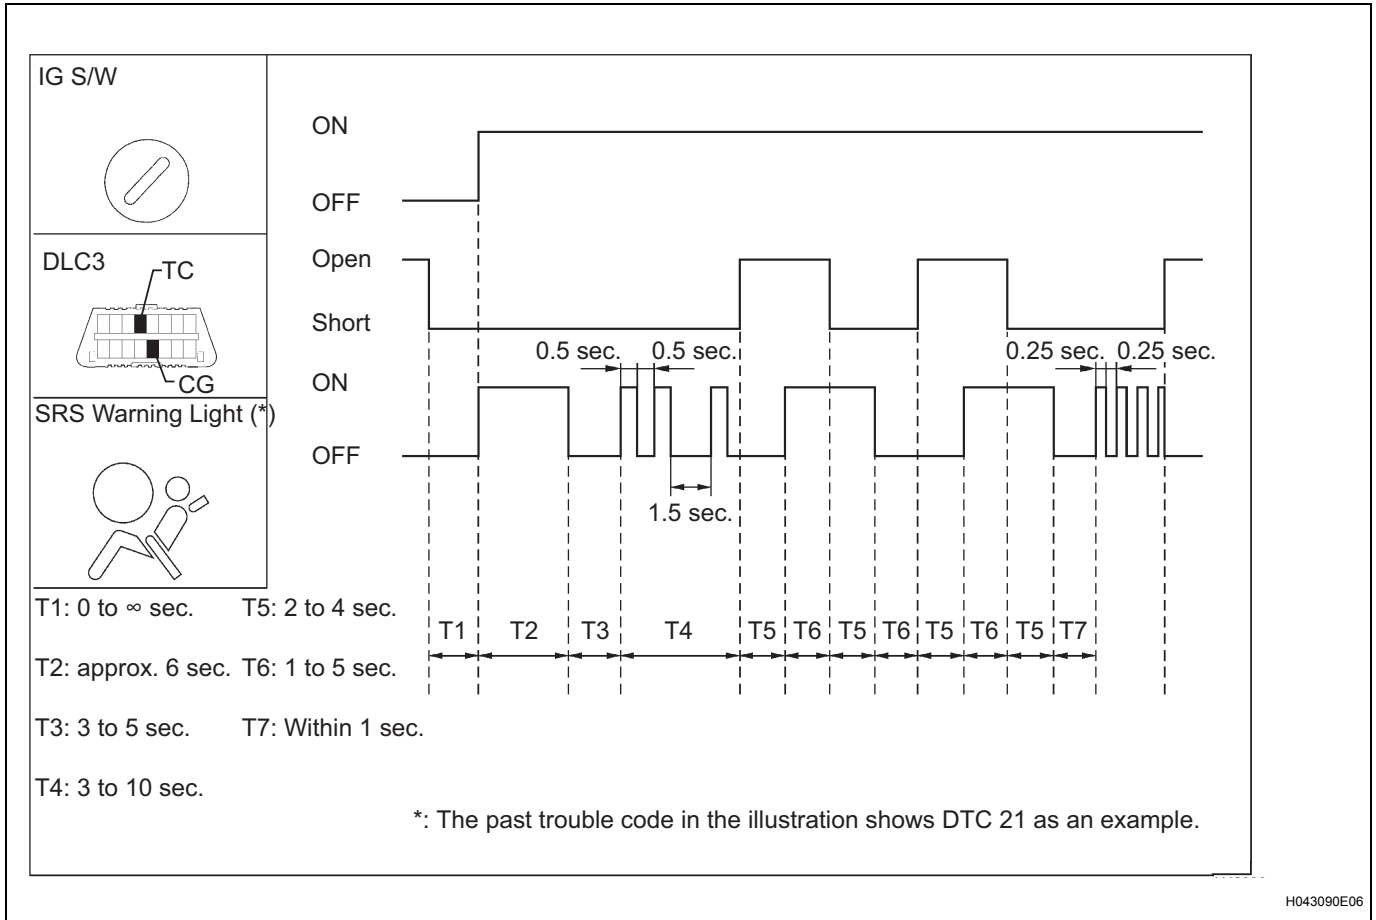 IG S/W
ON
OFF
DLC3
TC
CG
Open
Short
0.5 sec. 0.5 sec. 0.25 sec. 0.25 sec.
ON
SRS Warning Light (*)
OFF
1.5 sec.
T1: 0 to ∞ sec. T5: 2 to 4 sec.
T1 T2 T3 T4 T5 T6 T5 T6 T5 T6 T5 T7
T2: approx. 6 sec. T6: 1 to 5 sec.
T3: 3 to 5 sec. T7: Within 1 sec.
T4: 3 to 10 sec.
*: The past trouble code in the illustration shows DTC 21 as an example.
H043090E06